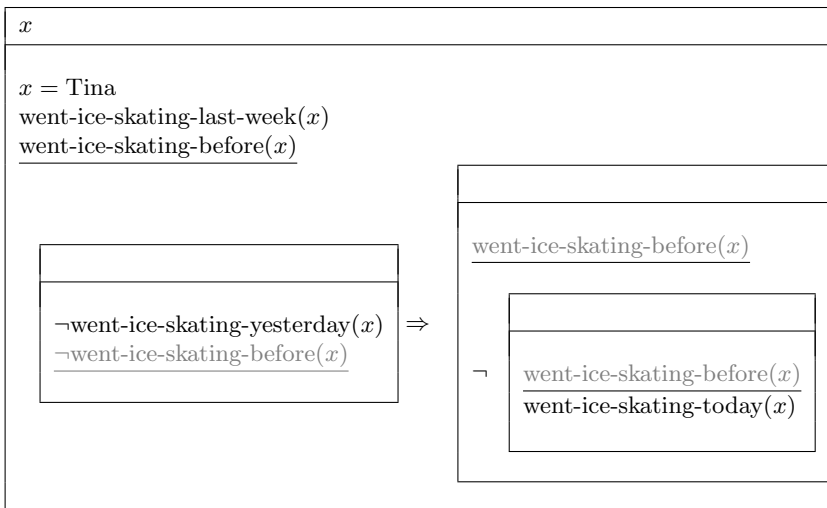 x
x = Tina
went-ice-skating-last-week(x)
went-ice-skating-before(x)
¬went-ice-skating-yesterday(x)
¬went-ice-skating-before(x)
⇒
went-ice-skating-before(x)
¬
went-ice-skating-before(x)
went-ice-skating-today(x)